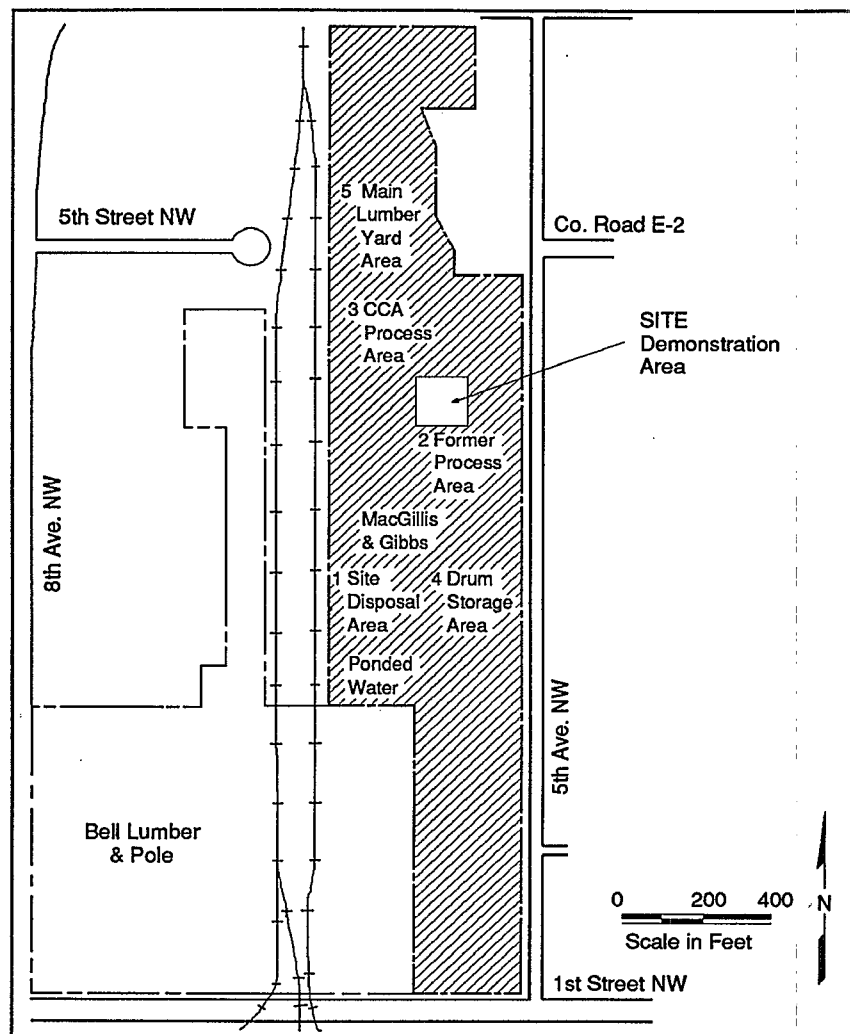 5 Main
Lumber
Yard
Area
5th Street NW
Co. Road E-2
3 CCA
Process
Area
SITE
Demonstration
Area
2 Former
Process
Area
MacGillis
& Gibbs
8th Ave. NW
1 Site
Disposal
Area
4 Drum
Storage
Area
Ponded
Water
5th Ave. NW
Bell Lumber
& Pole
0 200 400
N
Scale in Feet
1st Street NW